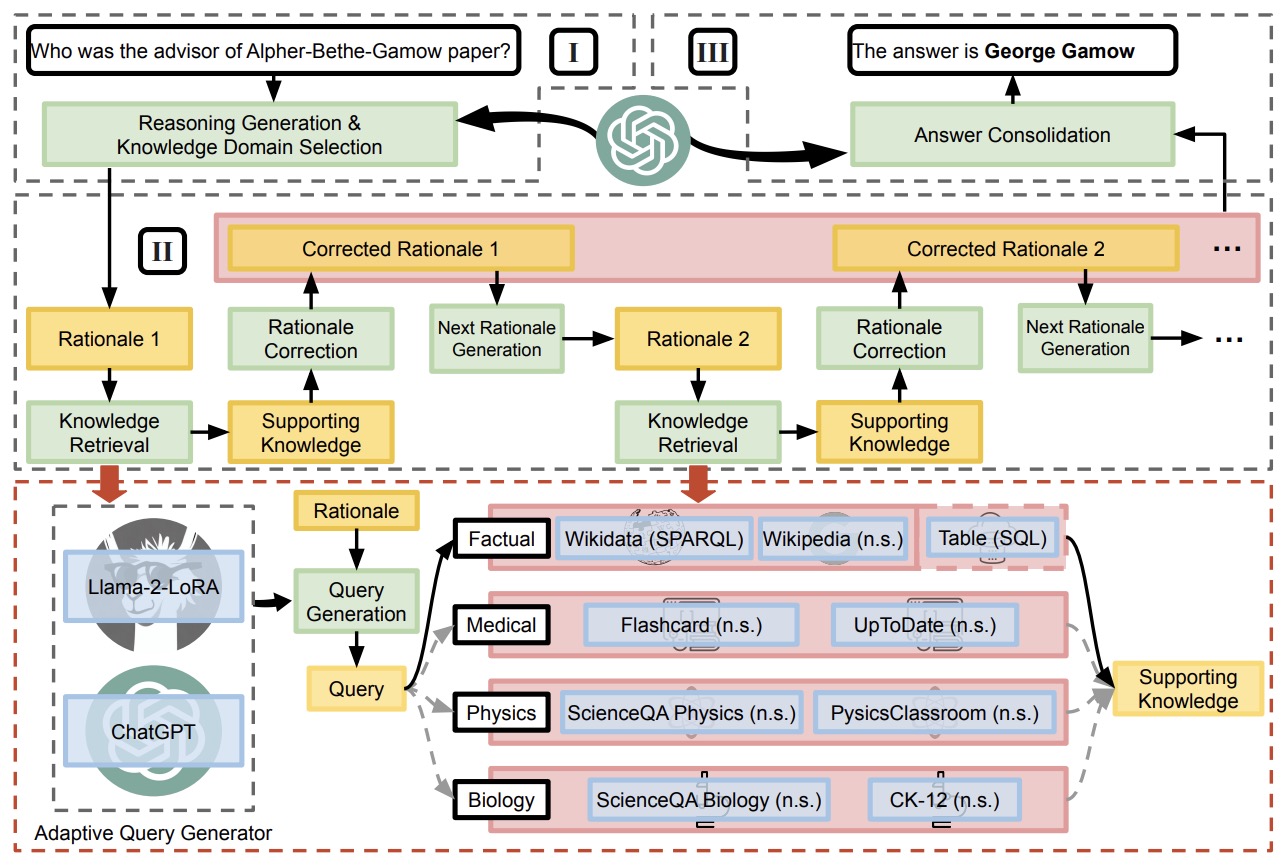 Who was the advisor of Alpher-Bethe-Gamow paper?
I
III
The answer is George Gamow
Reasoning Generation &
Knowledge Domain Selection
Answer Consolidation
II
Corrected Rationale 1
Corrected Rationale 2
...
Rationale 1
Rationale
Correction
Next Rationale
Generation
Rationale 2
Rationale
Correction
Next Rationale
Generation
...
Knowledge
Retrieval
Supporting
Knowledge
Knowledge
Retrieval
Supporting
Knowledge
Llama-2-LoRA
ChatGPT
Adaptive Query Generator
Rationale
Query
Generation
Query
Factual
Wikidata (SPARQL)
Wikipedia (n.s.)
Table (SQL)
Medical
Flashcard (n.s.)
UpToDate (n.s.)
Physics
ScienceQA Physics (n.s.)
PysicsClassroom (n.s.)
Biology
ScienceQA Biology (n.s.)
CK-12 (n.s.)
Supporting
Knowledge